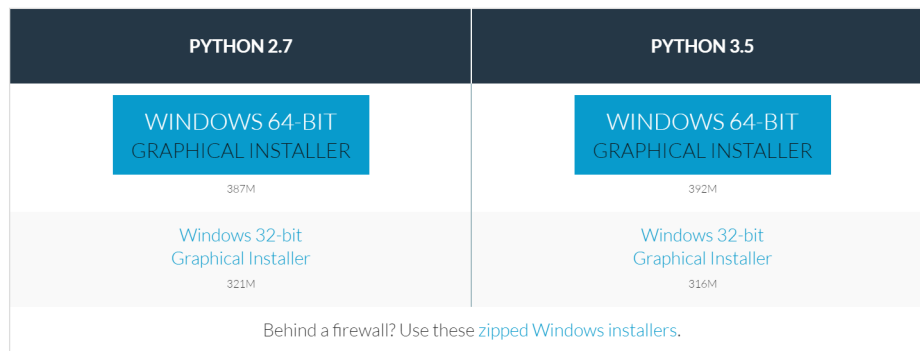 PYTHON 2.7
PYTHON 3.5
WINDOWS 64-BIT
GRAPHICAL INSTALLER
387M
WINDOWS 64-BIT
GRAPHICAL INSTALLER
392M
Windows 32-bit
Graphical Installer
321M
Windows 32-bit
Graphical Installer
316M
Behind a firewall? Use these zipped Windows installers.